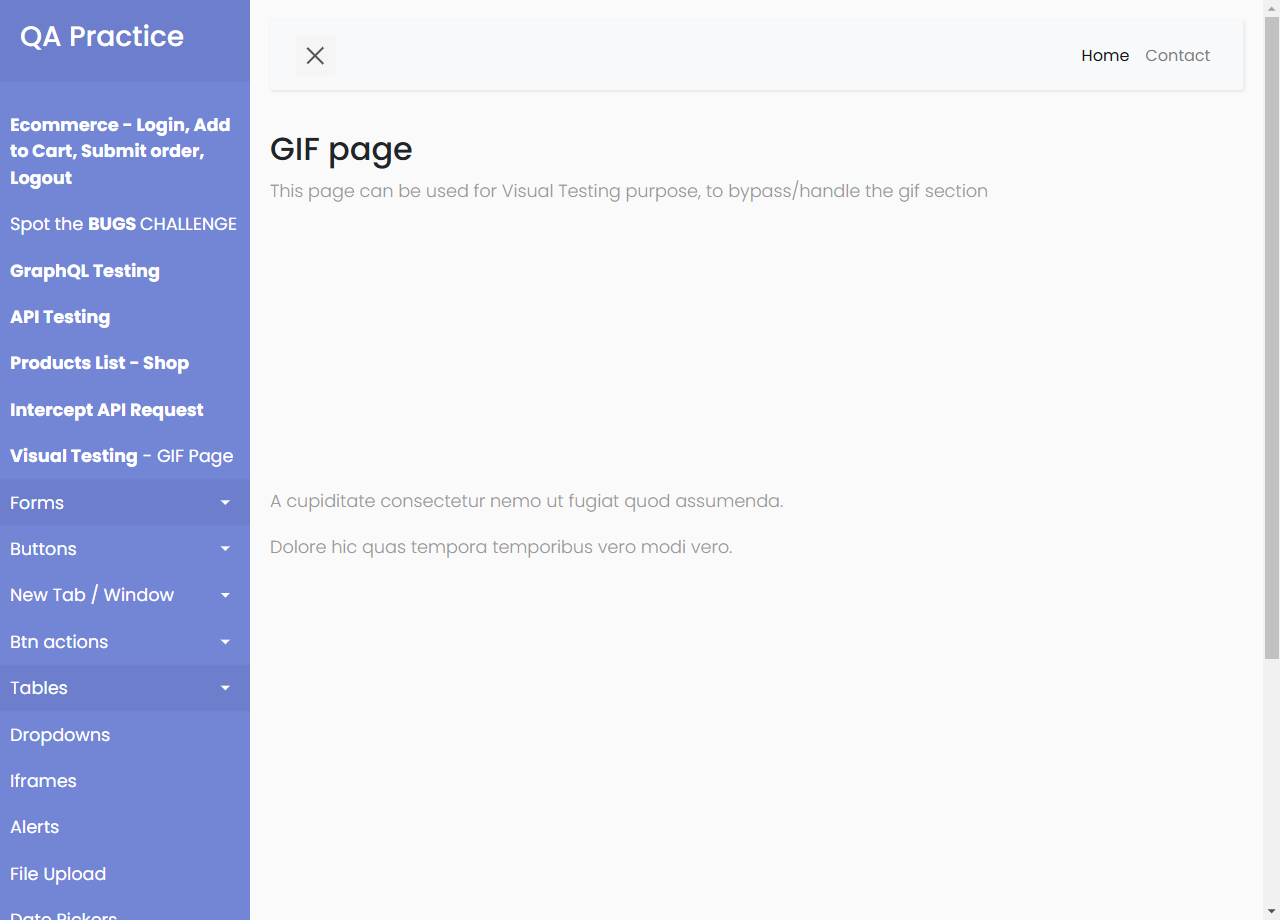 QA Practice
Ecommerce - Login, Add
to Cart, Submit order,
Logout
Spot the BUGS CHALLENGE
GraphQL Testing
API Testing
Products List - Shop
Intercept API Request
Visual Testing - GIF Page
Forms
Buttons
New Tab / Window
Btn actions
Tables
Dropdowns
Iframes
Alerts
File Upload
Date Pickers
Home
Contact
GIF page
This page can be used for Visual Testing purpose, to bypass/handle the gif section
A cupiditate consectetur nemo ut fugiat quod assumenda.
Dolore hic quas tempora temporibus vero modi vero.